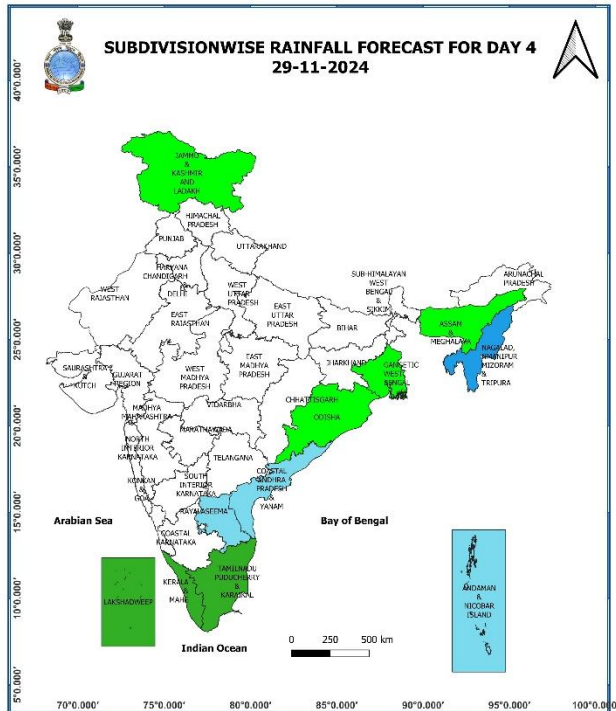 SUBDIVISIONWISE RAINFALL FORECAST FOR DAY 4
29-11-2024
40°0.000'
35°0.000'
30°0.000'
25°0.000'
20°0.000'
15°0.000'
10°0.000'
5°0.000'
JAMMU
&
KASHMIR
AND
LADAKH
HIMACHAL
PRADESH
PUNJAB
UTTARAKHAND
HARYANA
CHANDIGARH
&
DELHI
WEST
RAJASTHAN
WEST
UTTAR
PRADESH
SUB-HIMALAYAN
WEST
BENGAL
&
SIKKIM
ARUNACHAL
PRADESH
EAST
RAJASTHAN
EAST
UTTAR
PRADESH
BIHAR
ASSAM
&
MEGHALAYA
NAGALAD,
MANIPUR
MIZORAM
&
TRIPURA
SAURASHTRA
&
KUTCH
GUJARAT
REGION
WEST
MADHYA
PRADESH
EAST
MADHYA
PRADESH
JHARKHAND
GANGETIC
WEST
BENGAL
CHHATTISGARH
ODISHA
MADHYA
MAHARASHTRA
VIDARBHA
MARATHAWADA
NORTH
INTERIOR
KARNATAKA
TELANGANA
KONKAN
&
GOA
SOUTH
INTERIOR
KARNATAKA
COASTAL
ANDHRA
PRADESH
&
YANAM
RAYALASEEMA
Arabian Sea
Bay of Bengal
COASTAL
KARNATAKA
LAKSHADWEEP
KERALA
&
MAHE
TAMILNADU
PUDUCHERRY
&
KARAIKAL
ANDAMAN
&
NICOBAR
ISLAND
Indian Ocean
0 250 500 km
70°0.000' 75°0.000' 80°0.000' 85°0.000' 90°0.000' 95°0.000' 100°0.00